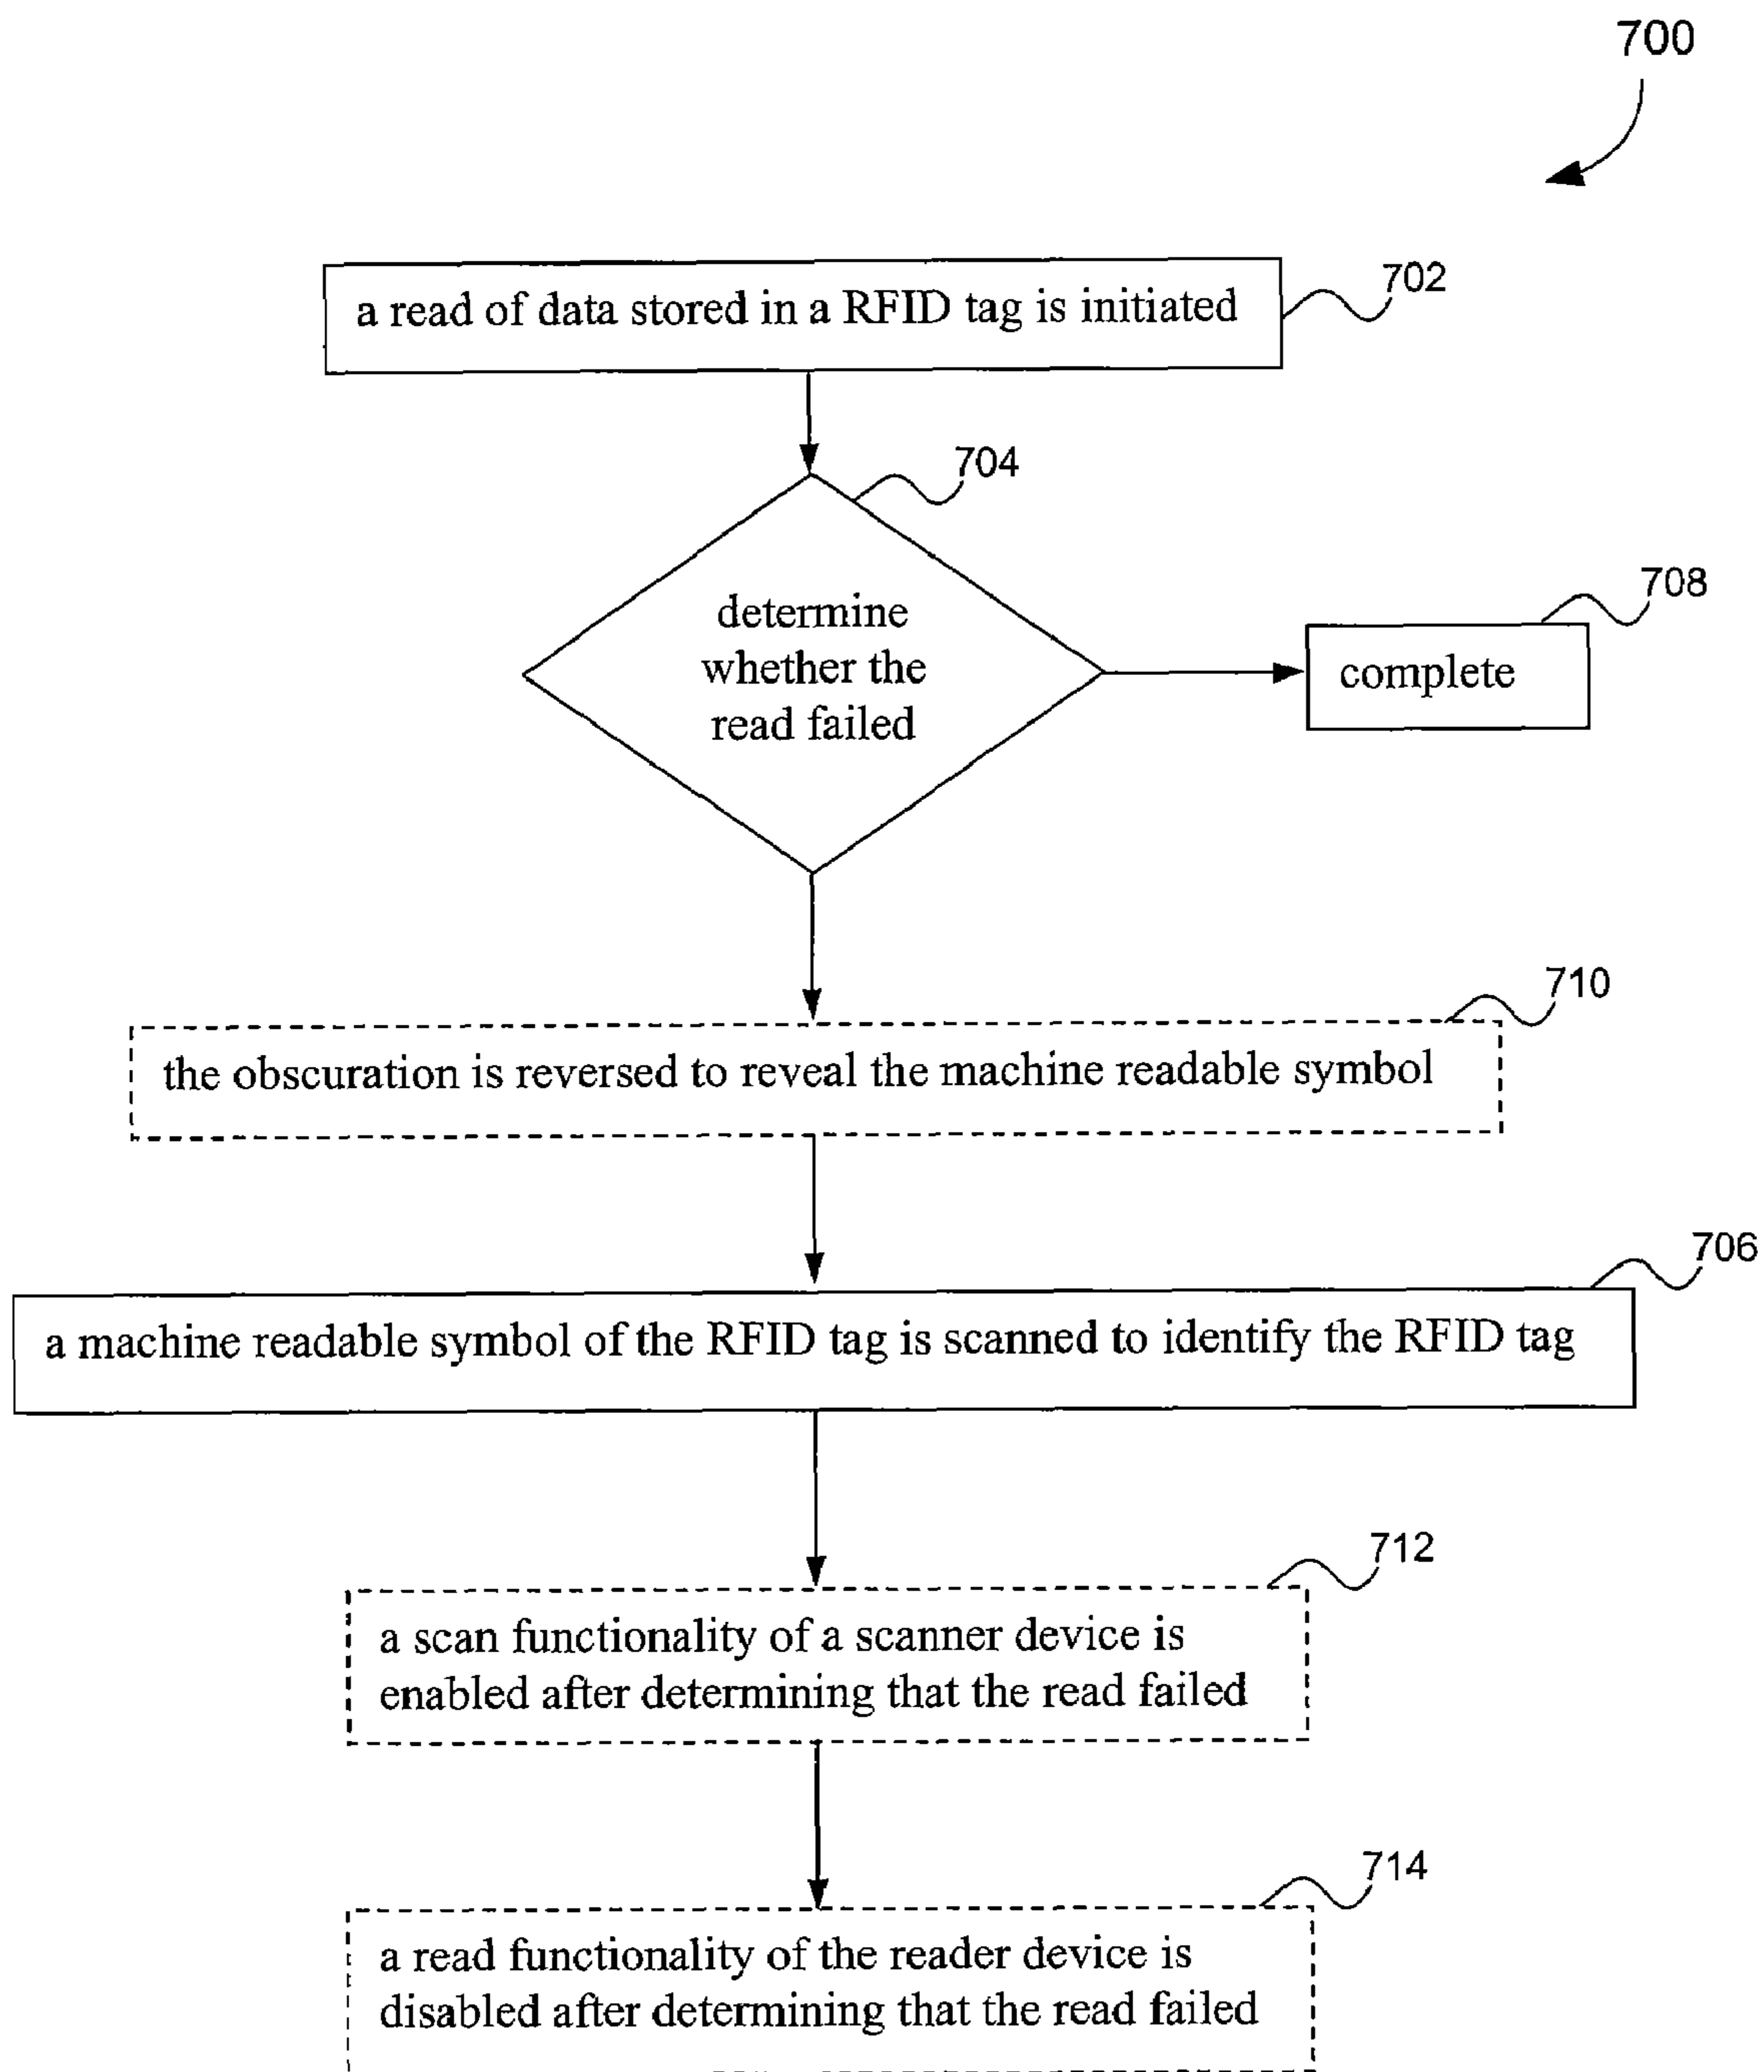 700
a read of data stored in a RFID tag is initiated
702
704
determine
whether the
read failed
708
complete
710
the obscuration is reversed to reveal the machine readable symbol
706
a machine readable symbol of the RFID tag is scanned to identify the RFID tag
712
a scan functionality of a scanner device is
enabled after determining that the read failed
714
a read functionality of the reader device is
disabled after determining that the read failed